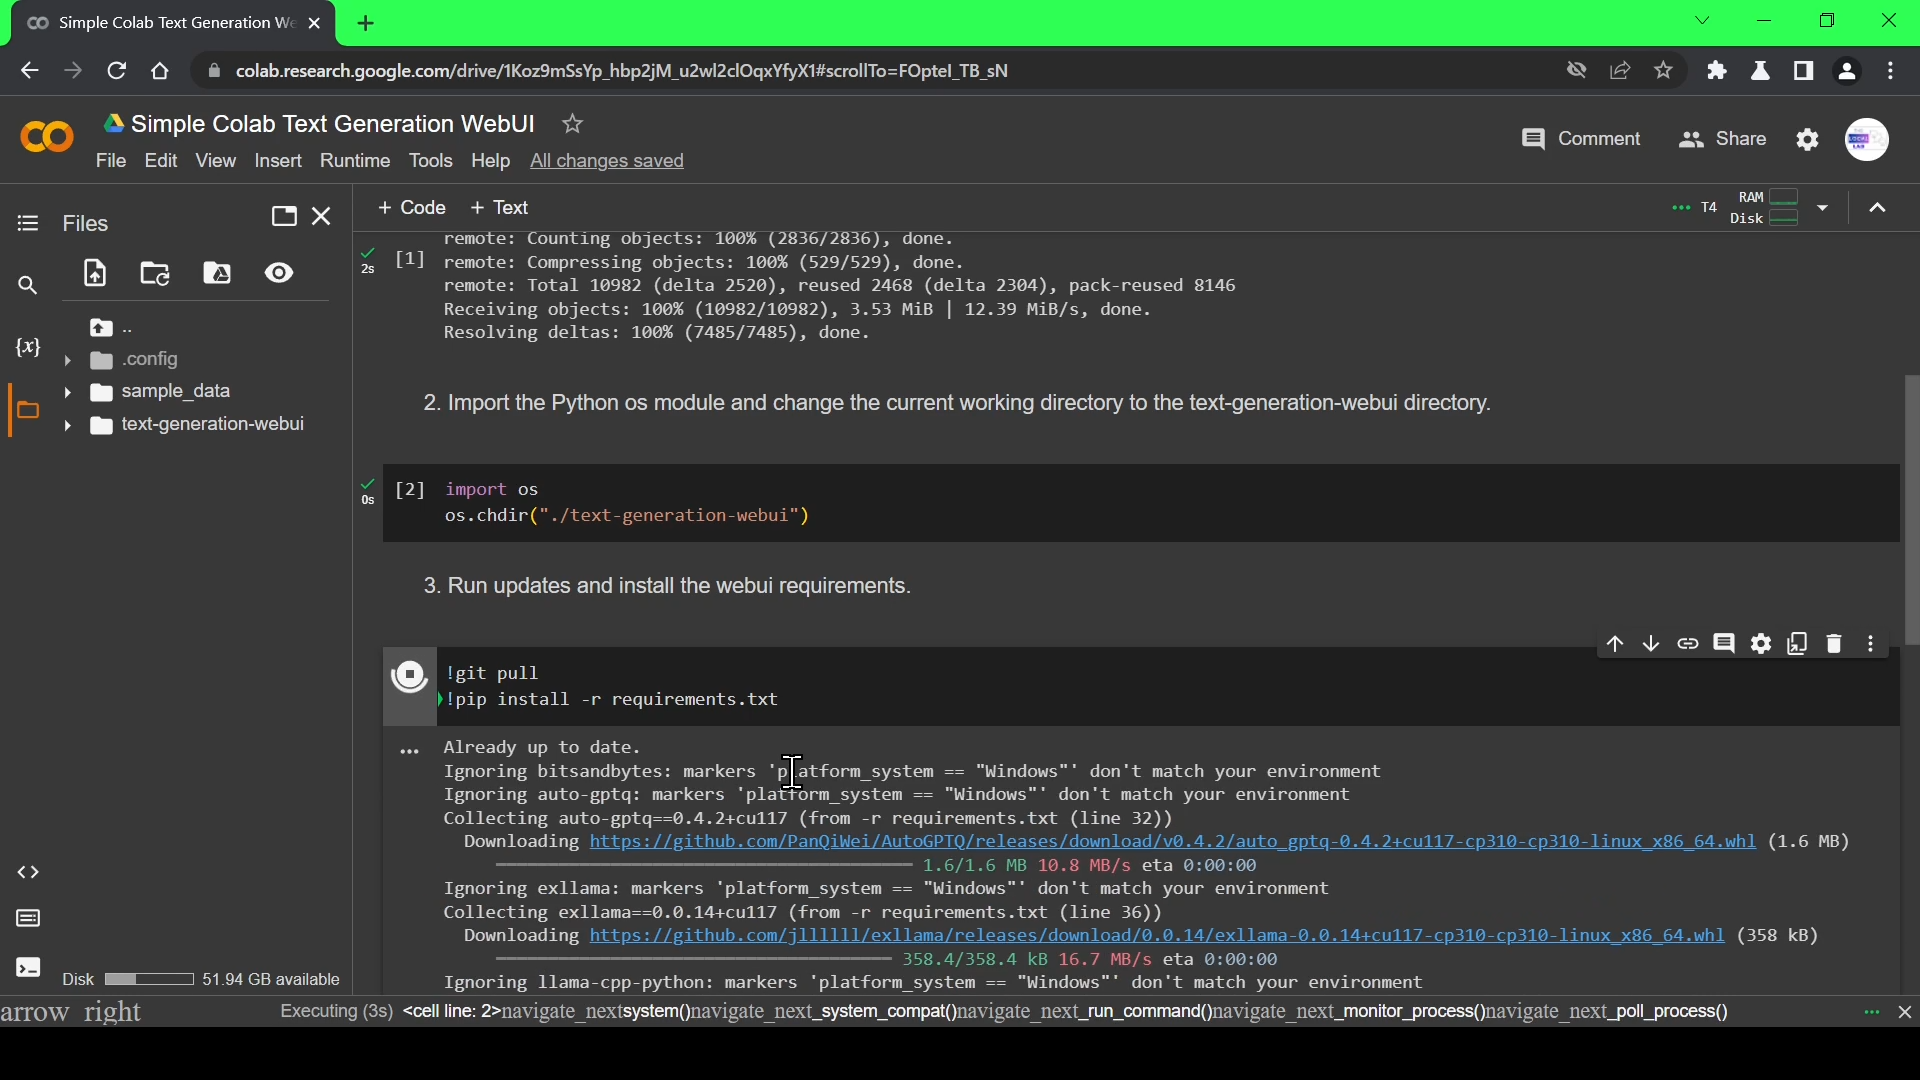 Simple Colab Text Generation We
colab.research.google.com/drive/1Koz9mSsYp_hbp2jM_u2wl2clOqxYfyX1#scrollTo=FOptel_TB_sN
Simple Colab Text Generation WebUI
File Edit View Insert Runtime Tools Help All changes saved
Comment Share
Files
+ Code + Text
T4 RAM
Disk
..
.config
sample_data
text-generation-webui
{x}
Disk 51.94 GB available
remote: Counting objects: 100% (2836/2836), done.
2s [1] remote: Compressing objects: 100% (529/529), done.
remote: Total 10982 (delta 2520), reused 2468 (delta 2304), pack-reused 8146
Receiving objects: 100% (10982/10982), 3.53 MiB | 12.39 MiB/s, done.
Resolving deltas: 100% (7485/7485), done.
2. Import the Python os module and change the current working directory to the text-generation-webui directory.
0s [2] import os
os.chdir("./text-generation-webui")
3. Run updates and install the webui requirements.
!git pull
!pip install -r requirements.txt
Already up to date.
Ignoring bitsandbytes: markers 'platform_system == "Windows"' don't match your environment
Ignoring auto-gptq: markers 'platform_system == "Windows"' don't match your environment
Collecting auto-gptq==0.4.2+cu117 (from -r requirements.txt (line 32))
Downloading https://github.com/PanQiWei/AutoGPTQ/releases/download/v0.4.2/auto_gptq-0.4.2+cu117-cp310-cp310-linux_x86_64.whl (1.6 MB)
1.6/1.6 MB 10.8 MB/s eta 0:00:00
Ignoring exllama: markers 'platform_system == "Windows"' don't match your environment
Collecting exllama==0.0.14+cu117 (from -r requirements.txt (line 36))
Downloading https://github.com/jllllll/exllama/releases/download/0.0.14/exllama-0.0.14+cu117-cp310-cp310-linux_x86_64.whl (358 kB)
358.4/358.4 kB 16.7 MB/s eta 0:00:00
Ignoring llama-cpp-python: markers 'platform_system == "Windows"' don't match your environment
arrow_right Executing (3s) <cell line: 2>navigate_nextsystem()navigate_next_system_compat()navigate_next_run_command()navigate_next_monitor_process()navigate_next_poll_process()